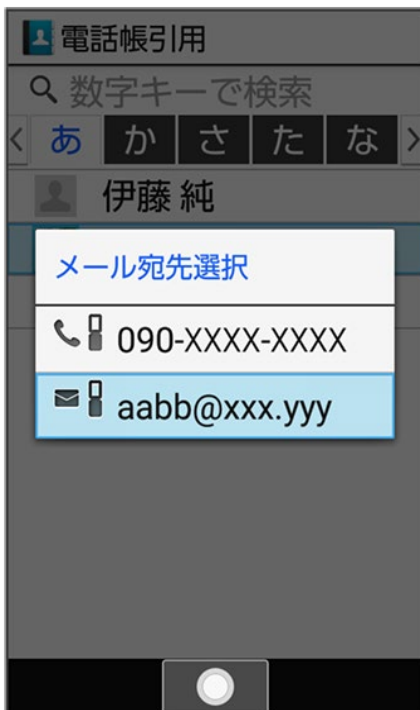 電話帳引用
数字キーで検索
あ か さ た な
伊藤 純
メール宛先選択
090-XXXX-XXXX
aabb@xxx.yyy